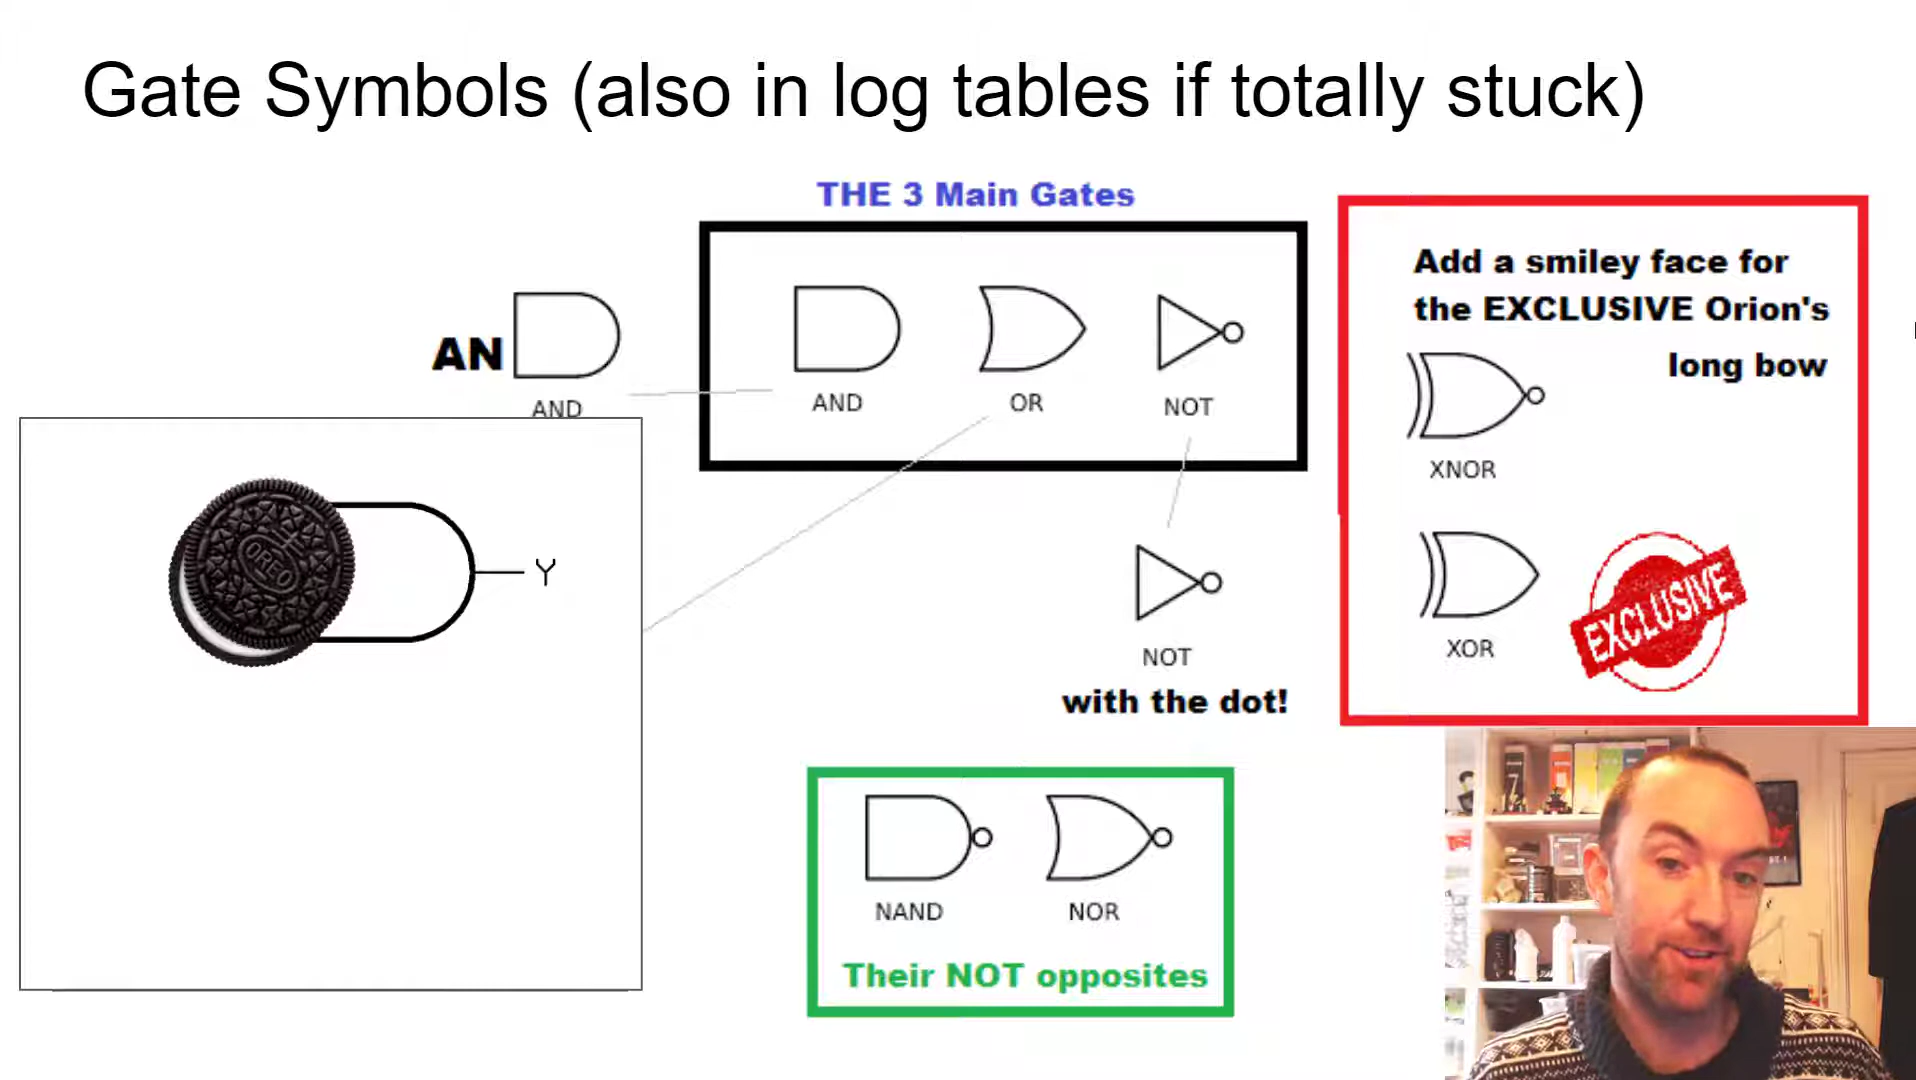 Gate Symbols (also in log tables if totally stuck)
THE 3 Main Gates
AN
AND
AND
OR
NOT
Add a smiley face for
the EXCLUSIVE Orion's
long bow
XNOR
XOR
EXCLUSIVE
OREO
Y
NOT
with the dot!
NAND
NOR
Their NOT opposites